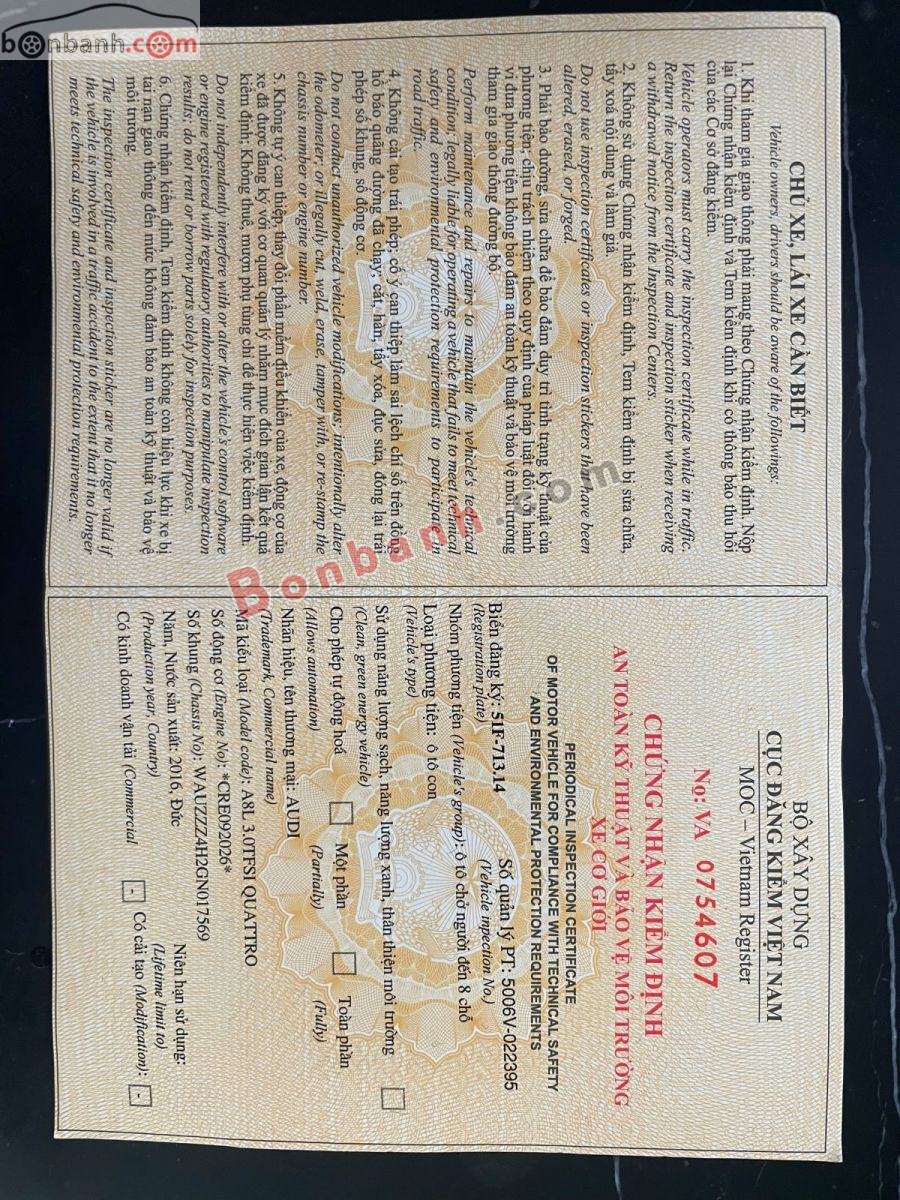 bonbanh.com
CHỦ XE, LÁI XE CẦN BIẾT
Vehicle owners, drivers should be aware of the followings:
1. Khi tham gia giao thông phải mang theo Chứng nhận kiểm định. Nộp
lại Chứng nhận kiểm định và Tem kiểm định khi có thông báo thu hồi
của các Cơ sở đăng kiểm.
Vehicle operators must carry the inspection certificate while in traffic.
Return the inspection certificate and inspection sticker when receiving
a withdrawal notice from the Inspection Centers.
2. Không sử dụng Chứng nhận kiểm định, Tem kiểm định bị sửa chữa,
tẩy xoá nội dung và làm giả.
Do not use inspection certificates or inspection stickers that have been
altered, erased, or forged.
3. Phải bảo dưỡng, sửa chữa để bảo đảm duy trì tình trạng kỹ thuật của
phương tiện; chịu trách nhiệm theo quy định của pháp luật đối với hành
vi đưa phương tiện không bảo đảm an toàn kỹ thuật và bảo vệ môi trường
tham gia giao thông đường bộ.
Perform maintenance and repairs to maintain the vehicle's technical
condition; legally liable for operating a vehicle that fails to meet technical
safety and environmental protection requirements to participate in
road traffic.
4. Không cải tạo trái phép; cố ý can thiệp làm sai lệch chỉ số trên đồng
hồ báo quãng đường đã chạy; cắt, hàn, tẩy xóa, đục sửa, đóng lại trái
phép số khung, số động cơ.
Do not conduct unauthorized vehicle modifications; intentionally alter
the odometer; or illegally cut, weld, erase, tamper with, or re-stamp the
chassis number or engine number.
5. Không tự ý can thiệp, thay đổi phần mềm điều khiển của xe, động cơ của
xe đã được đăng ký với cơ quan quản lý nhằm mục đích gian lận kết quả
kiểm định; Không thuê, mượn phụ tùng chỉ để thực hiện việc kiểm định.
Do not independently interfere with or alter the vehicle's control software
or engine registered with regulatory authorities to manipulate inspection
results; do not rent or borrow parts solely for inspection purposes.
6. Chứng nhận kiểm định, Tem kiểm định không còn hiệu lực khi xe bị
tai nạn giao thông đến mức không đảm bảo an toàn kỹ thuật và bảo vệ
môi trường.
The inspection certificate and inspection sticker are no longer valid if
the vehicle is involved in a traffic accident to the extent that it no longer
meets technical safety and environmental protection requirements.
Bonbanh.com
BỘ XÂY DỰNG
CỤC ĐĂNG KIỂM VIỆT NAM
MOC – Vietnam Register
Nọ: VA 0754607
CHỨNG NHẬN KIỂM ĐỊNH
AN TOÀN KỸ THUẬT VÀ BẢO VỆ MÔI TRƯỜNG
XE CƠ GIỚI
PERIODICAL INSPECTION CERTIFICATE
OF MOTOR VEHICLE FOR COMPLIANCE WITH TECHNICAL SAFETY
AND ENVIRONMENTAL PROTECTION REQUIREMENTS
Biển đăng ký: 51F-713.14 Số quản lý PT: 5006V-022395
(Registration plate) (Vehicle inpection No.)
Nhóm phương tiện (Vehicle's group): ô tô chở người đến 8 chỗ
Loại phương tiện: ô tô con
(Vehicle's type)
Sử dụng năng lượng sạch, năng lượng xanh, thân thiện môi trường
(Clean, green energy vehicle)
Cho phép tự động hoá Một phần Toàn phần
(Allows automation) (Partially) (Fully)
Nhãn hiệu, tên thương mại: AUDI
(Trademark, Commercial name)
Mã kiểu loại (Model code): A8L 3.0TFSI QUATTRO
Số động cơ (Engine No): *CRE092026*
Số khung (Chassis No): WAUZZZ4H2GN017569
Năm, Nước sản xuất: 2016, Đức Niên hạn sử dụng:
(Production year, Country) (Lifetime limit to)
Có kinh doanh vận tải (Commercial - Có cải tạo (Modification): -